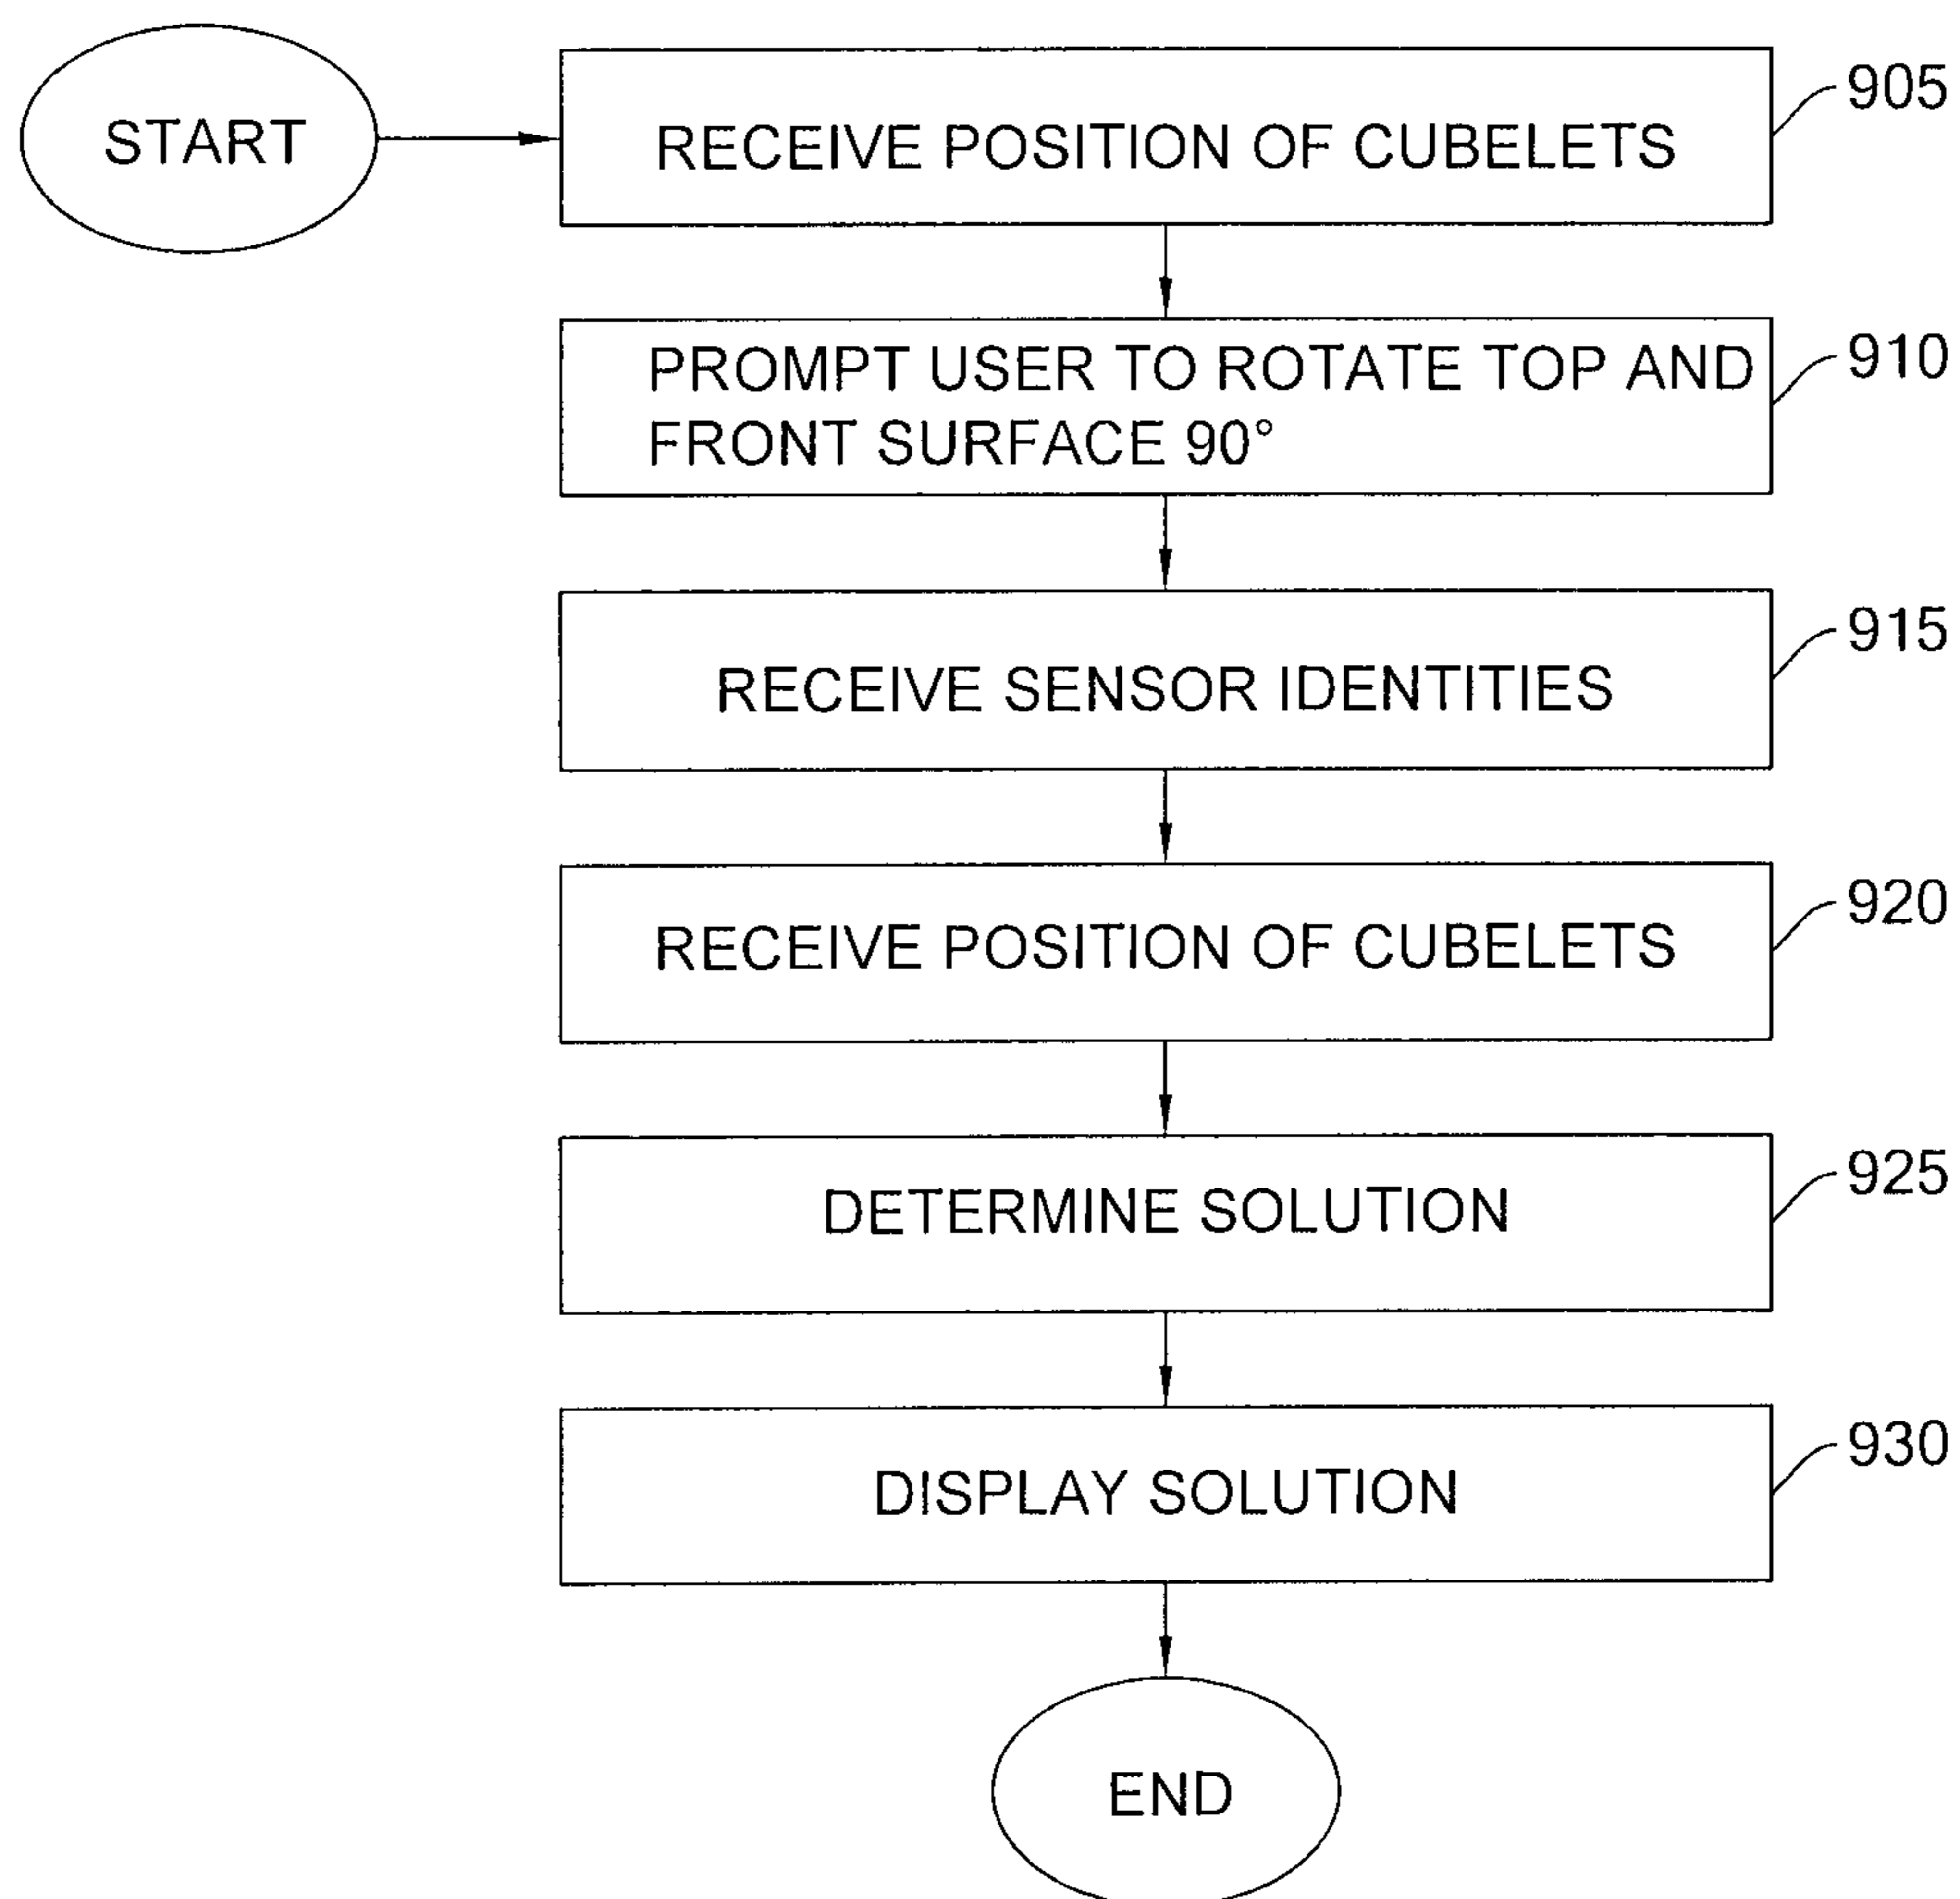 START
RECEIVE POSITION OF CUBELETS
905
PROMPT USER TO ROTATE TOP AND
FRONT SURFACE 90°
910
RECEIVE SENSOR IDENTITIES
915
RECEIVE POSITION OF CUBELETS
920
DETERMINE SOLUTION
925
DISPLAY SOLUTION
930
END